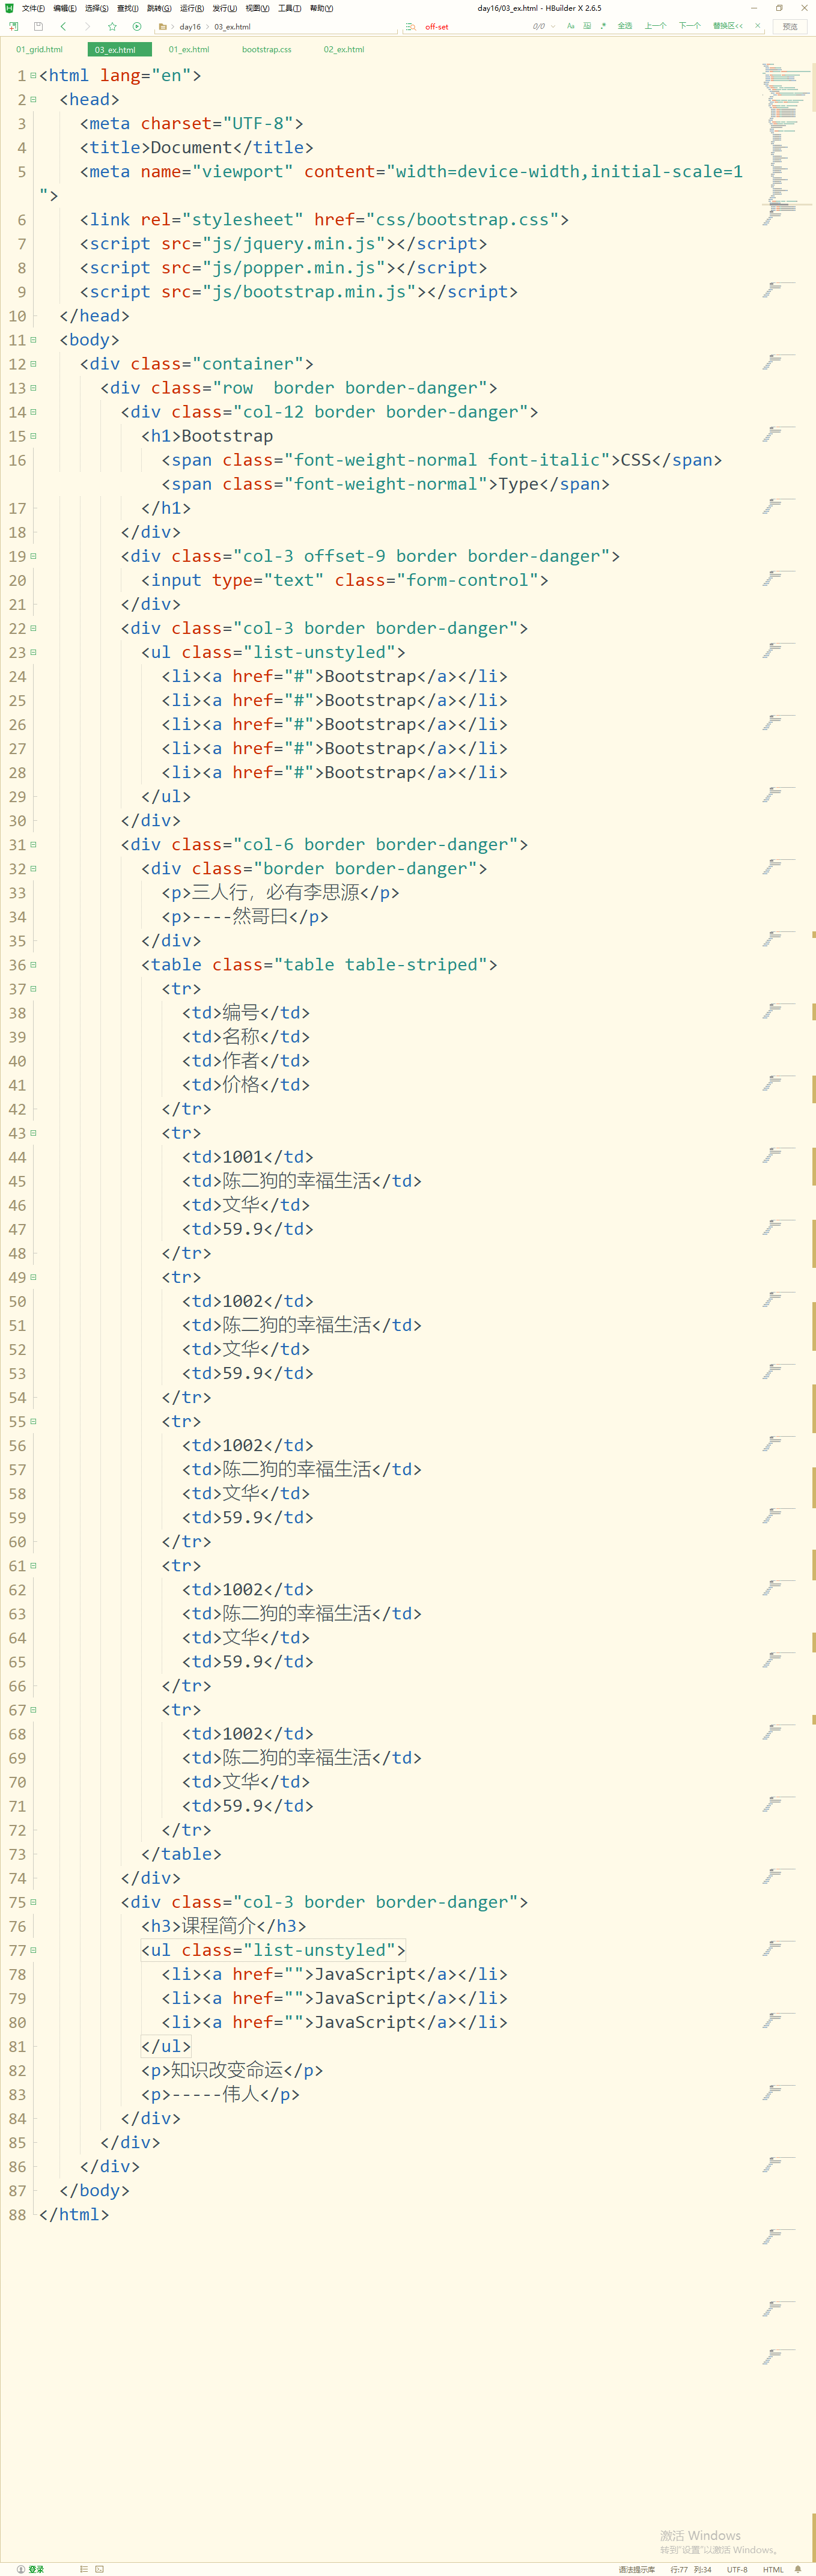 文件(F) 编辑(E) 选择(S) 查找(I) 跳转(G) 运行(R) 发行(U) 视图(V) 工具(T) 帮助(Y) day16/03_ex.html - HBuilder X 2.6.5
day16 03_ex.html off-set 0/0 Aa .* 全选 上一个 下一个 替换区<< 预览
01_grid.html 03_ex.html 01_ex.html bootstrap.css 02_ex.html
1 <html lang="en">
2 <head>
3 <meta charset="UTF-8">
4 <title>Document</title>
5 <meta name="viewport" content="width=device-width,initial-scale=1
">
6 <link rel="stylesheet" href="css/bootstrap.css">
7 <script src="js/jquery.min.js"></script>
8 <script src="js/popper.min.js"></script>
9 <script src="js/bootstrap.min.js"></script>
10 </head>
11 <body>
12 <div class="container">
13 <div class="row  border border-danger">
14 <div class="col-12 border border-danger">
15 <h1>Bootstrap
16 <span class="font-weight-normal font-italic">CSS</span>
<span class="font-weight-normal">Type</span>
17 </h1>
18 </div>
19 <div class="col-3 offset-9 border border-danger">
20 <input type="text" class="form-control">
21 </div>
22 <div class="col-3 border border-danger">
23 <ul class="list-unstyled">
24 <li><a href="#">Bootstrap</a></li>
25 <li><a href="#">Bootstrap</a></li>
26 <li><a href="#">Bootstrap</a></li>
27 <li><a href="#">Bootstrap</a></li>
28 <li><a href="#">Bootstrap</a></li>
29 </ul>
30 </div>
31 <div class="col-6 border border-danger">
32 <div class="border border-danger">
33 <p>三人行，必有李思源</p>
34 <p>----然哥曰</p>
35 </div>
36 <table class="table table-striped">
37 <tr>
38 <td>编号</td>
39 <td>名称</td>
40 <td>作者</td>
41 <td>价格</td>
42 </tr>
43 <tr>
44 <td>1001</td>
45 <td>陈二狗的幸福生活</td>
46 <td>文华</td>
47 <td>59.9</td>
48 </tr>
49 <tr>
50 <td>1002</td>
51 <td>陈二狗的幸福生活</td>
52 <td>文华</td>
53 <td>59.9</td>
54 </tr>
55 <tr>
56 <td>1002</td>
57 <td>陈二狗的幸福生活</td>
58 <td>文华</td>
59 <td>59.9</td>
60 </tr>
61 <tr>
62 <td>1002</td>
63 <td>陈二狗的幸福生活</td>
64 <td>文华</td>
65 <td>59.9</td>
66 </tr>
67 <tr>
68 <td>1002</td>
69 <td>陈二狗的幸福生活</td>
70 <td>文华</td>
71 <td>59.9</td>
72 </tr>
73 </table>
74 </div>
75 <div class="col-3 border border-danger">
76 <h3>课程简介</h3>
77 <ul class="list-unstyled">
78 <li><a href="">JavaScript</a></li>
79 <li><a href="">JavaScript</a></li>
80 <li><a href="">JavaScript</a></li>
81 </ul>
82 <p>知识改变命运</p>
83 <p>-----伟人</p>
84 </div>
85 </div>
86 </div>
87 </body>
88 </html>
激活 Windows
转到"设置"以激活 Windows。
登录 语法提示库 行:77 列:34 UTF-8 HTML